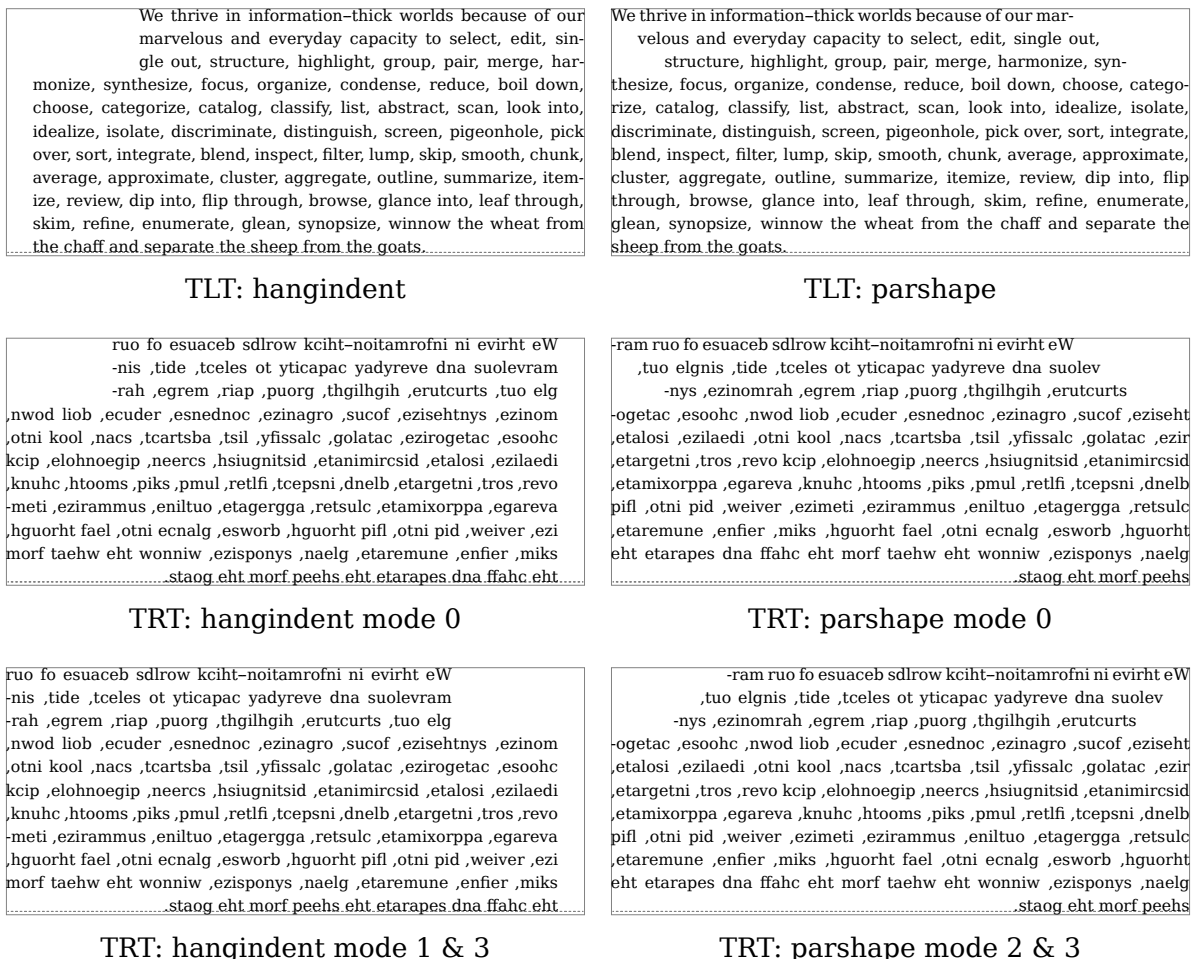 We thrive in information–thick worlds because of our
marvelous and everyday capacity to select, edit, sin-
gle out, structure, highlight, group, pair, merge, har-
monize, synthesize, focus, organize, condense, reduce, boil down,
choose, categorize, catalog, classify, list, abstract, scan, look into,
idealize, isolate, discriminate, distinguish, screen, pigeonhole, pick
over, sort, integrate, blend, inspect, filter, lump, skip, smooth, chunk,
average, approximate, cluster, aggregate, outline, summarize, item-
ize, review, dip into, flip through, browse, glance into, leaf through,
skim, refine, enumerate, glean, synopsize, winnow the wheat from
the chaff and separate the sheep from the goats.
TLT: hangindent
We thrive in information–thick worlds because of our mar-
velous and everyday capacity to select, edit, single out,
structure, highlight, group, pair, merge, harmonize, syn-
thesize, focus, organize, condense, reduce, boil down, choose, catego-
rize, catalog, classify, list, abstract, scan, look into, idealize, isolate,
discriminate, distinguish, screen, pigeonhole, pick over, sort, integrate,
blend, inspect, filter, lump, skip, smooth, chunk, average, approximate,
cluster, aggregate, outline, summarize, itemize, review, dip into, flip
through, browse, glance into, leaf through, skim, refine, enumerate,
glean, synopsize, winnow the wheat from the chaff and separate the
sheep from the goats.
TLT: parshape
ruo fo esuaceb sdlrow kciht–noitamrofni ni evirht eW
-nis ,tide ,tceles ot yticapac yadyreve dna suolevram
-rah ,egrem ,riap ,puorg ,thgilhgih ,erutcurts ,tuo elg
,nwod liob ,ecuder ,esnednoc ,ezinagro ,sucof ,ezisehtnys ,ezinom
,otni kool ,nacs ,tcartsba ,tsil ,yfissalc ,golatac ,ezirogetac ,esoohc
kcip ,elohnoegip ,neercs ,hsiugnitsid ,etanimircsid ,etalosi ,ezilaedi
,knuhc ,htooms ,piks ,pmul ,retlfi ,tcepsni ,dnelb ,etargetni ,tros ,revo
-meti ,ezirammus ,eniltuo ,etagergga ,retsulc ,etamixorppa ,egareva
,hguorht fael ,otni ecnalg ,esworb ,hguorht pifl ,otni pid ,weiver ,ezi
morf taehw eht wonniw ,ezisponys ,naelg ,etaremune ,enfier ,miks
.staog eht morf peehs eht etarapes dna ffahc eht
TRT: hangindent mode 0
-ram ruo fo esuaceb sdlrow kciht–noitamrofni ni evirht eW
,tuo elgnis ,tide ,tceles ot yticapac yadyreve dna suolev
-nys ,ezinomrah ,egrem ,riap ,puorg ,thgilhgih ,erutcurts
-ogetac ,esoohc ,nwod liob ,ecuder ,esnednoc ,ezinagro ,sucof ,eziseht
,etalosi ,ezilaedi ,otni kool ,nacs ,tcartsba ,tsil ,yfissalc ,golatac ,ezir
,etargetni ,tros ,revo kcip ,elohnoegip ,neercs ,hsiugnitsid ,etanimircsid
,etamixorppa ,egareva ,knuhc ,htooms ,piks ,pmul ,retlfi ,tcepsni ,dnelb
pifl ,otni pid ,weiver ,ezimeti ,ezirammus ,eniltuo ,etagergga ,retsulc
,etaremune ,enfier ,miks ,hguorht fael ,otni ecnalg ,esworb ,hguorht
eht etarapes dna ffahc eht morf taehw eht wonniw ,ezisponys ,naelg
.staog eht morf peehs
TRT: parshape mode 0
ruo fo esuaceb sdlrow kciht–noitamrofni ni evirht eW
-nis ,tide ,tceles ot yticapac yadyreve dna suolevram
-rah ,egrem ,riap ,puorg ,thgilhgih ,erutcurts ,tuo elg
,nwod liob ,ecuder ,esnednoc ,ezinagro ,sucof ,ezisehtnys ,ezinom
,otni kool ,nacs ,tcartsba ,tsil ,yfissalc ,golatac ,ezirogetac ,esoohc
kcip ,elohnoegip ,neercs ,hsiugnitsid ,etanimircsid ,etalosi ,ezilaedi
,knuhc ,htooms ,piks ,pmul ,retlfi ,tcepsni ,dnelb ,etargetni ,tros ,revo
-meti ,ezirammus ,eniltuo ,etagergga ,retsulc ,etamixorppa ,egareva
,hguorht fael ,otni ecnalg ,esworb ,hguorht pifl ,otni pid ,weiver ,ezi
morf taehw eht wonniw ,ezisponys ,naelg ,etaremune ,enfier ,miks
.staog eht morf peehs eht etarapes dna ffahc eht
TRT: hangindent mode 1 & 3
-ram ruo fo esuaceb sdlrow kciht–noitamrofni ni evirht eW
,tuo elgnis ,tide ,tceles ot yticapac yadyreve dna suolev
-nys ,ezinomrah ,egrem ,riap ,puorg ,thgilhgih ,erutcurts
-ogetac ,esoohc ,nwod liob ,ecuder ,esnednoc ,ezinagro ,sucof ,eziseht
,etalosi ,ezilaedi ,otni kool ,nacs ,tcartsba ,tsil ,yfissalc ,golatac ,ezir
,etargetni ,tros ,revo kcip ,elohnoegip ,neercs ,hsiugnitsid ,etanimircsid
,etamixorppa ,egareva ,knuhc ,htooms ,piks ,pmul ,retlfi ,tcepsni ,dnelb
pifl ,otni pid ,weiver ,ezimeti ,ezirammus ,eniltuo ,etagergga ,retsulc
,etaremune ,enfier ,miks ,hguorht fael ,otni ecnalg ,esworb ,hguorht
eht etarapes dna ffahc eht morf taehw eht wonniw ,ezisponys ,naelg
.staog eht morf peehs
TRT: parshape mode 2 & 3